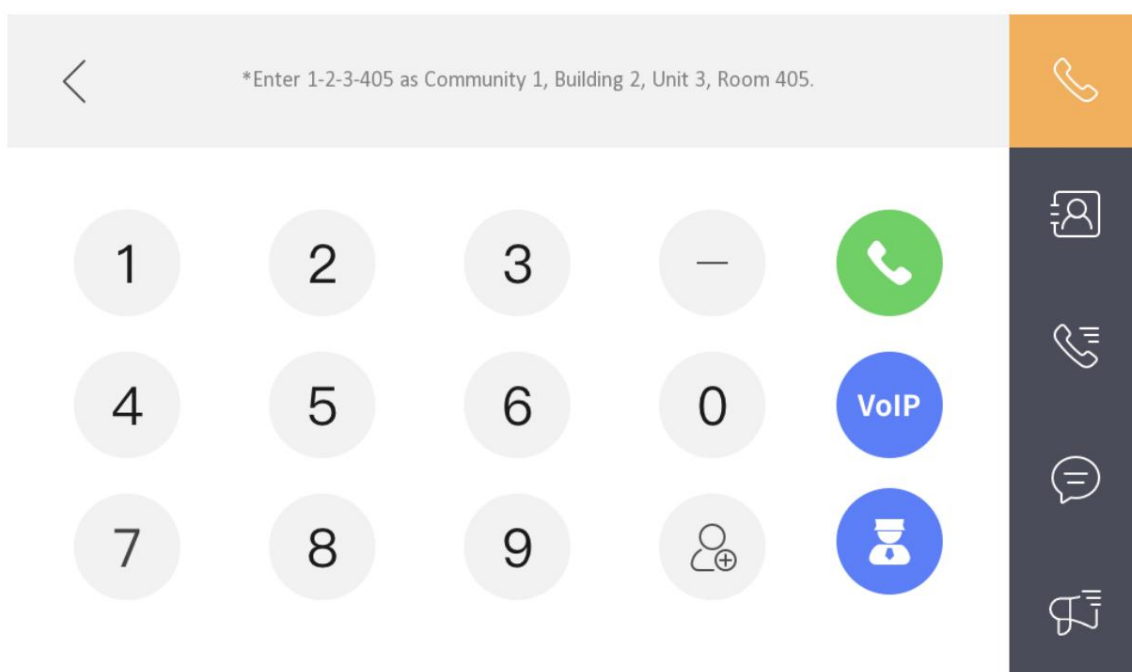 *Enter 1-2-3-405 as Community 1, Building 2, Unit 3, Room 405.
1 2 3 —
4 5 6 0 VoIP
7 8 9